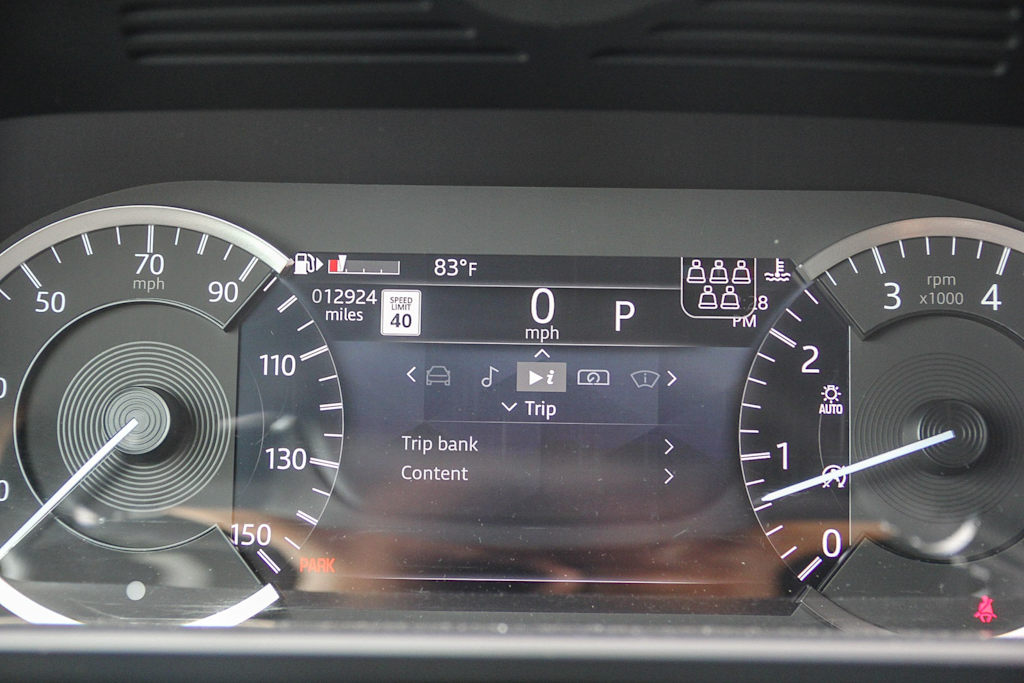 83°F
012924
miles
SPEED
LIMIT
40
0
mph
P
28
PM
50
70
mph
90
110
130
150
PARK
i
Trip
Trip bank
Content
rpm
x1000
3
4
2
1
0
AUTO